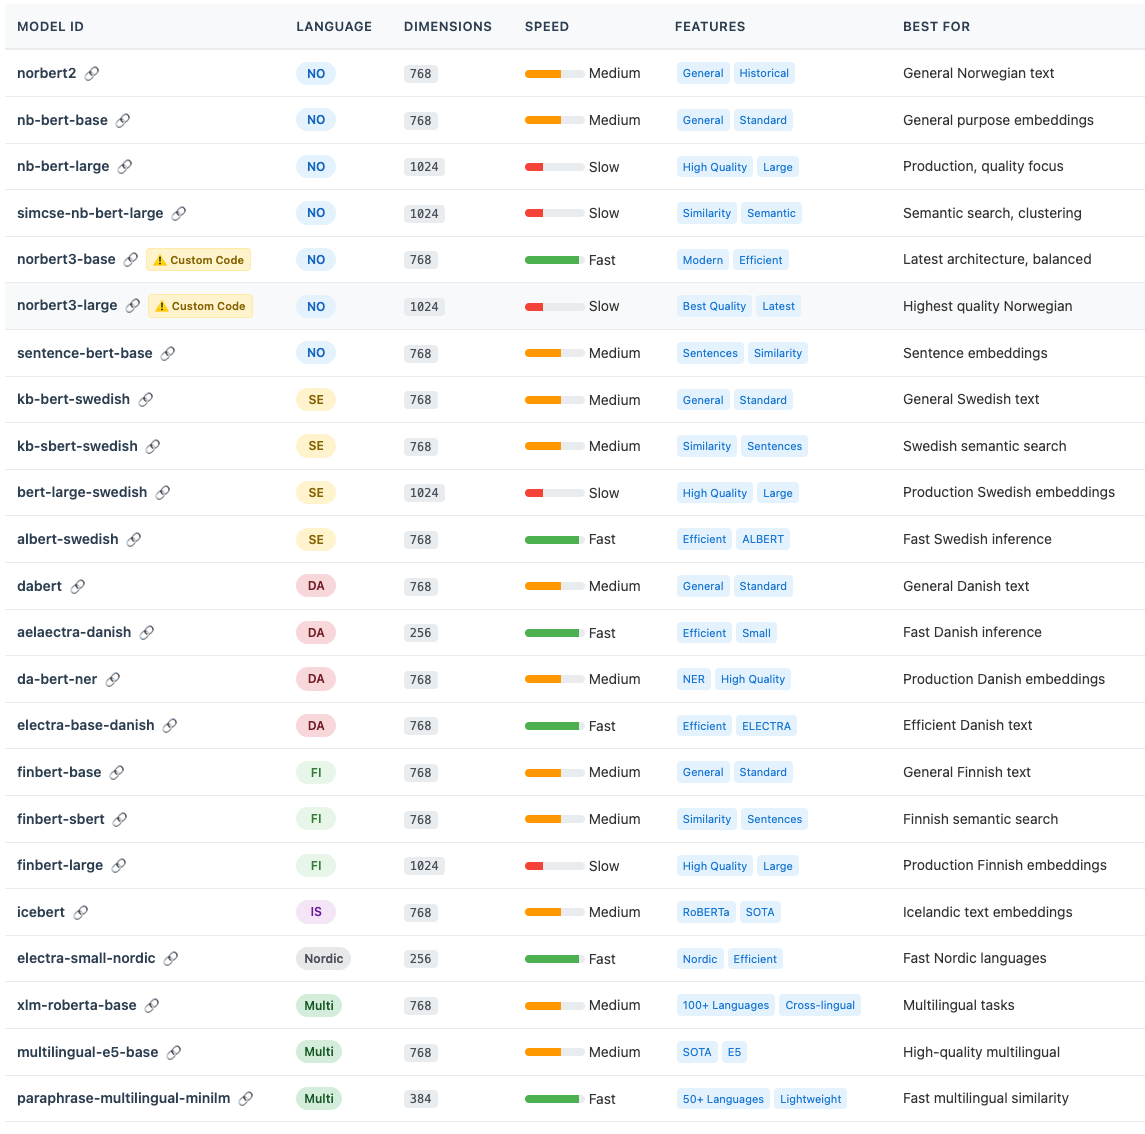 MODEL ID LANGUAGE DIMENSIONS SPEED FEATURES BEST FOR
norbert2 NO 768 Medium General Historical General Norwegian text
nb-bert-base NO 768 Medium General Standard General purpose embeddings
nb-bert-large NO 1024 Slow High Quality Large Production, quality focus
simcse-nb-bert-large NO 1024 Slow Similarity Semantic Semantic search, clustering
norbert3-base Custom Code NO 768 Fast Modern Efficient Latest architecture, balanced
norbert3-large Custom Code NO 1024 Slow Best Quality Latest Highest quality Norwegian
sentence-bert-base NO 768 Medium Sentences Similarity Sentence embeddings
kb-bert-swedish SE 768 Medium General Standard General Swedish text
kb-sbert-swedish SE 768 Medium Similarity Sentences Swedish semantic search
bert-large-swedish SE 1024 Slow High Quality Large Production Swedish embeddings
albert-swedish SE 768 Fast Efficient ALBERT Fast Swedish inference
dabert DA 768 Medium General Standard General Danish text
aelaectra-danish DA 256 Fast Efficient Small Fast Danish inference
da-bert-ner DA 768 Medium NER High Quality Production Danish embeddings
electra-base-danish DA 768 Fast Efficient ELECTRA Efficient Danish text
finbert-base FI 768 Medium General Standard General Finnish text
finbert-sbert FI 768 Medium Similarity Sentences Finnish semantic search
finbert-large FI 1024 Slow High Quality Large Production Finnish embeddings
icebert IS 768 Medium RoBERTa SOTA Icelandic text embeddings
electra-small-nordic Nordic 256 Fast Nordic Efficient Fast Nordic languages
xlm-roberta-base Multi 768 Medium 100+ Languages Cross-lingual Multilingual tasks
multilingual-e5-base Multi 768 Medium SOTA E5 High-quality multilingual
paraphrase-multilingual-minilm Multi 384 Fast 50+ Languages Lightweight Fast multilingual similarity